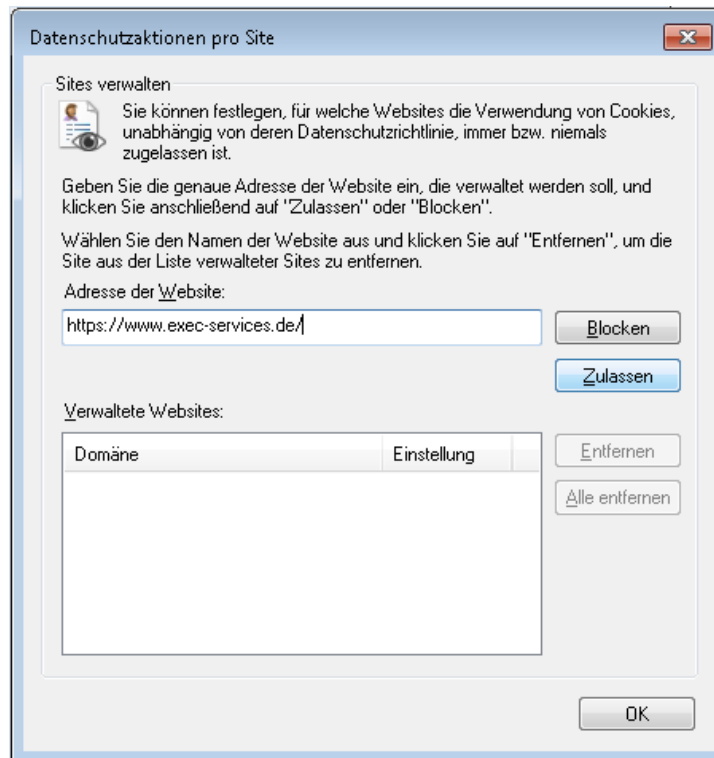 Datenschutzaktionen pro Site
Sites verwalten
Sie können festlegen, für welche Websites die Verwendung von Cookies,
unabhängig von deren Datenschutzrichtlinie, immer bzw. niemals
zugelassen ist.
Geben Sie die genaue Adresse der Website ein, die verwaltet werden soll, und
klicken Sie anschließend auf "Zulassen" oder "Blocken".
Wählen Sie den Namen der Website aus und klicken Sie auf "Entfernen", um die
Site aus der Liste verwalteter Sites zu entfernen.
Adresse der Website:
https://www.exec-services.de/
Blocken
Zulassen
Verwaltete Websites:
Domäne Einstellung
Entfernen
Alle entfernen
OK